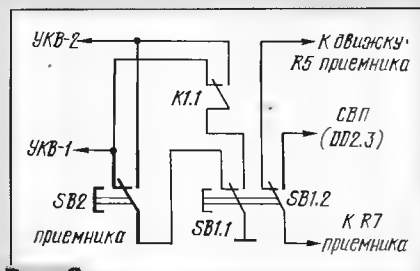 УКВ-2
К движку
R5 приемника
К1.1
СВП
(DD2.3)
УКВ-1
SB2
SB1.2
приемника
SB1.1
К R7
приемника